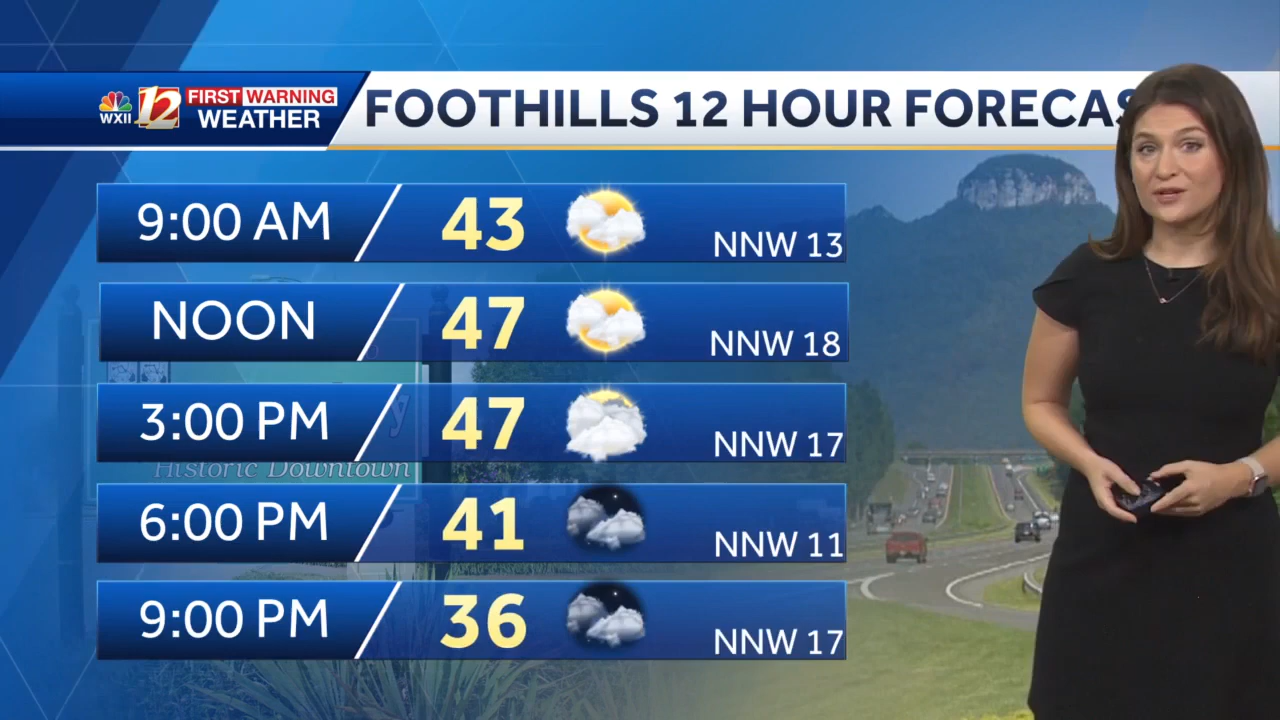 WXII 12 FIRST WARNING
WEATHER
FOOTHILLS 12 HOUR
9:00 AM 43 NNW 13
NOON 47 NNW 18
3:00 PM 47 NNW 17
Historic Downtown
6:00 PM 41 NNW 11
9:00 PM 36 NNW 17